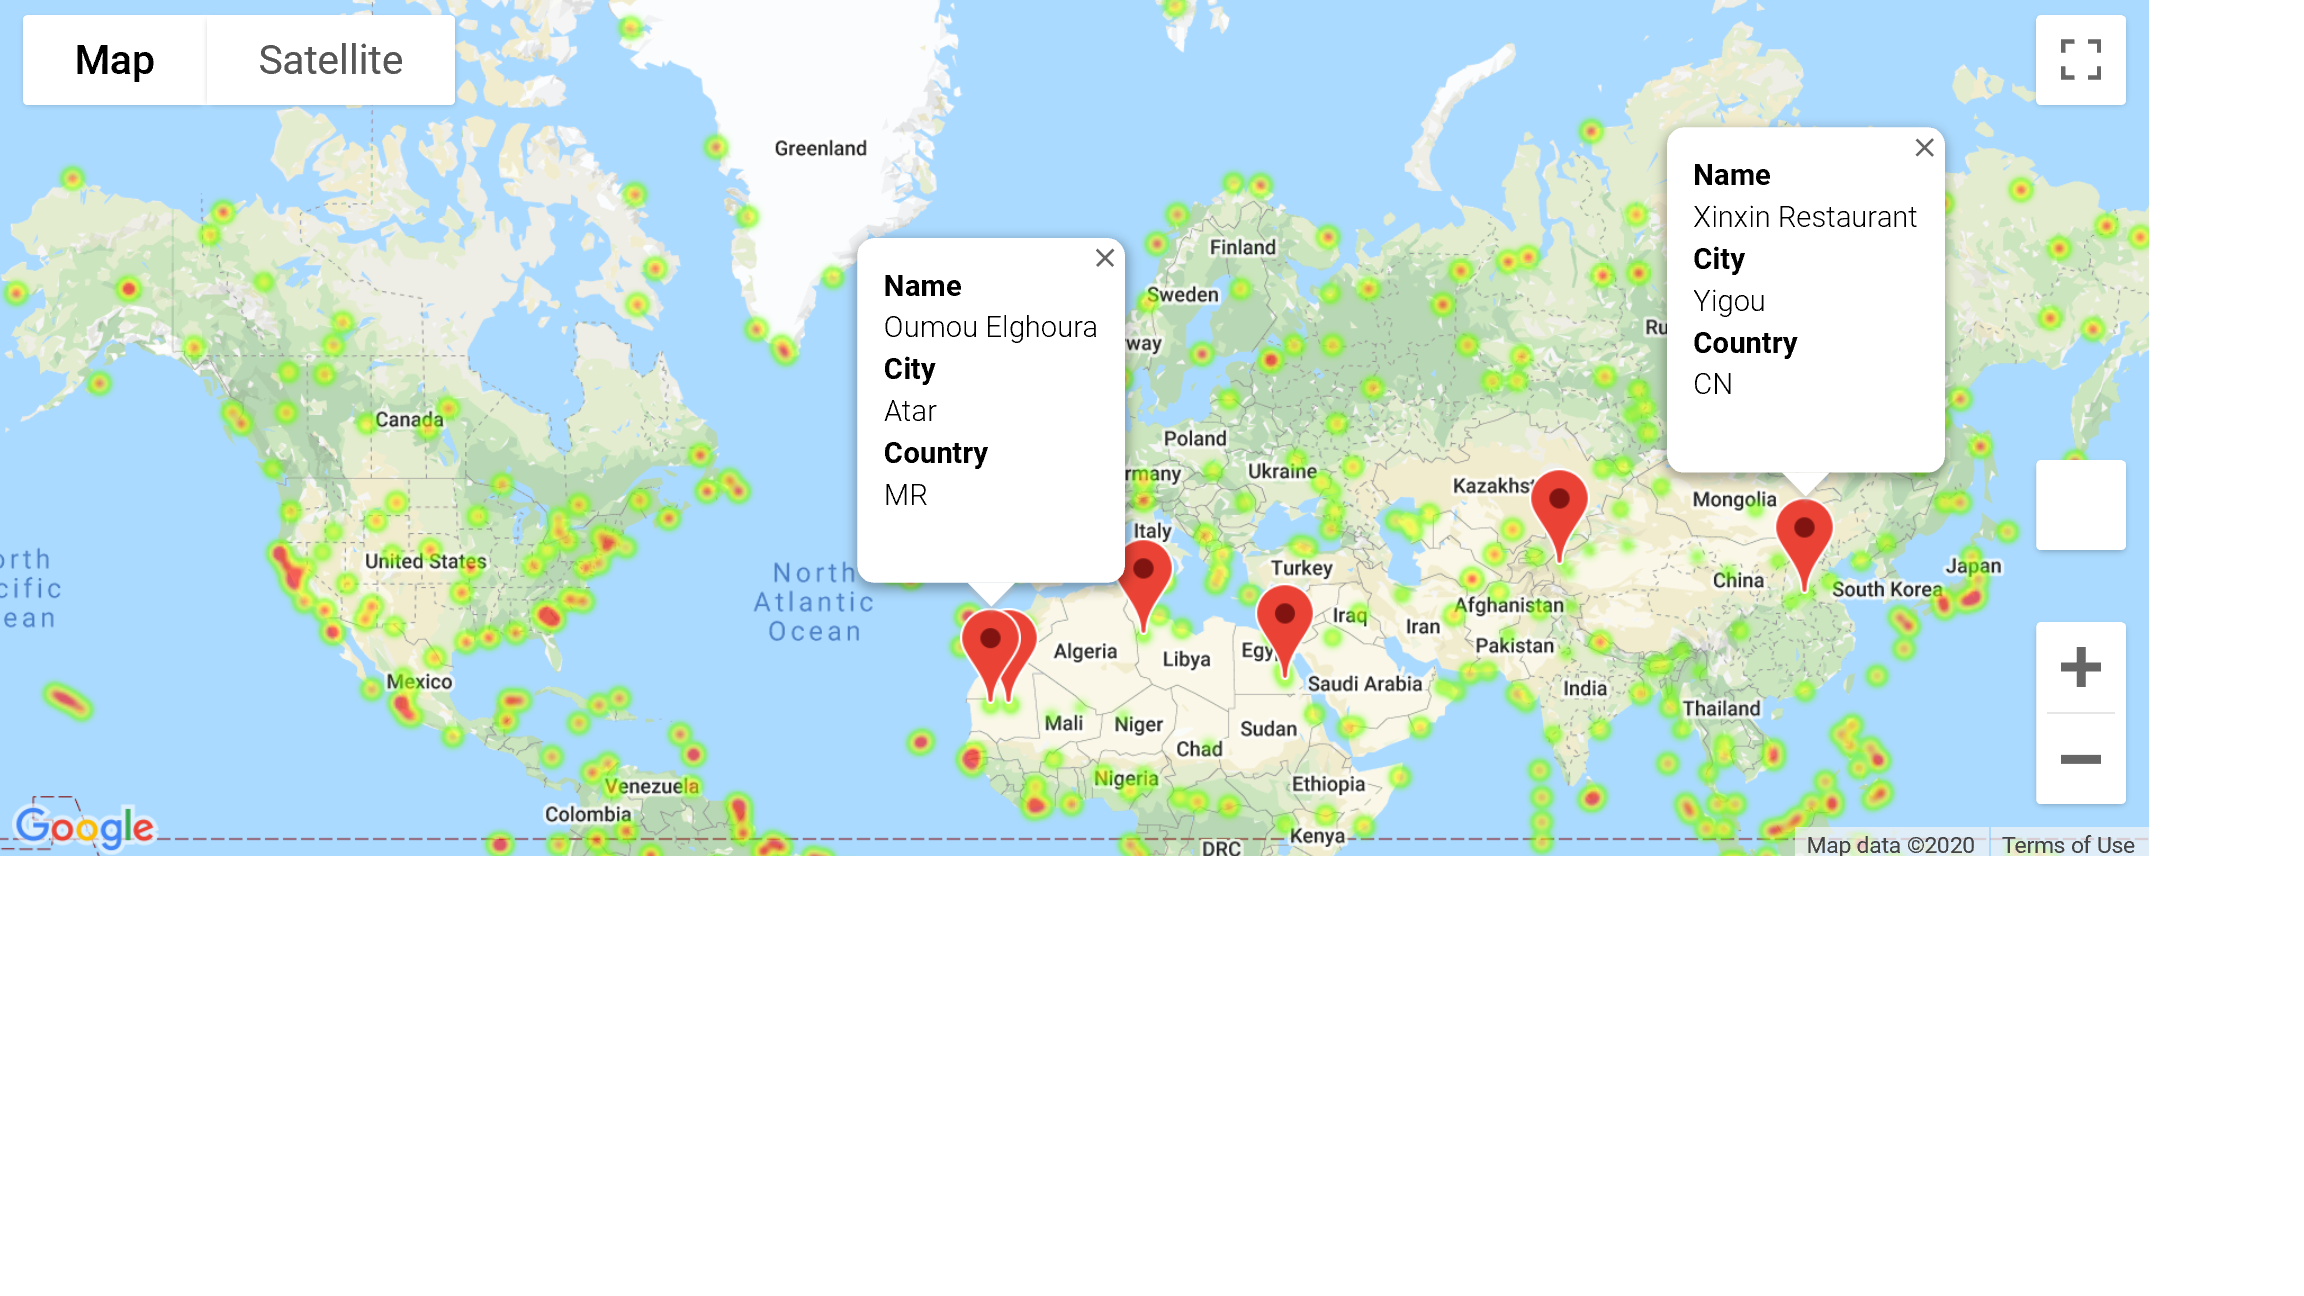 Map
Satellite
Greenland
Name
Xinxin Restaurant
City
Yigou
Country
CN
Name
Oumou Elghoura
City
Atar
Country
MR
Finland
Sweden
way
Ru
Canada
Poland
rmany
Ukraine
Kazakhst
Mongolia
Italy
United States
orth
cific
ean
North
Atlantic
Ocean
Turkey
China
Japan
South Korea
Afghanistan
Iraq
Iran
Pakistan
Algeria
Libya
Egy
Saudi Arabia
India
Mexico
Thailand
Mali
Niger
Sudan
Chad
Nigeria
Ethiopia
Venezuela
Colombia
Kenya
DRC
Google
Map data ©2020
Terms of Use